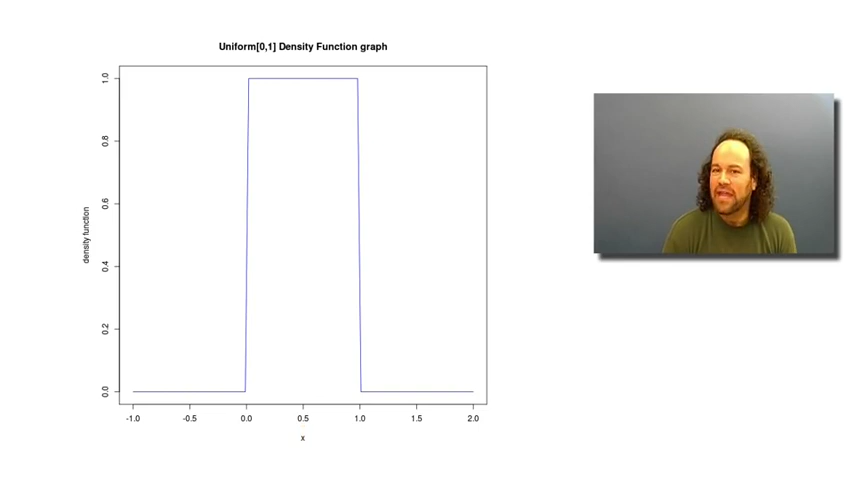 Uniform[0,1] Density Function graph
density function
1.0
0.8
0.6
0.4
0.2
0.0
-1.0 -0.5 0.0 0.5 1.0 1.5 2.0
x